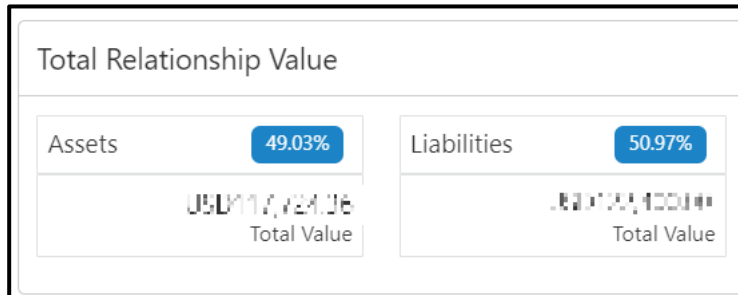 Total Relationship Value
Assets 49.03%
Liabilities 50.97%
Total Value
Total Value